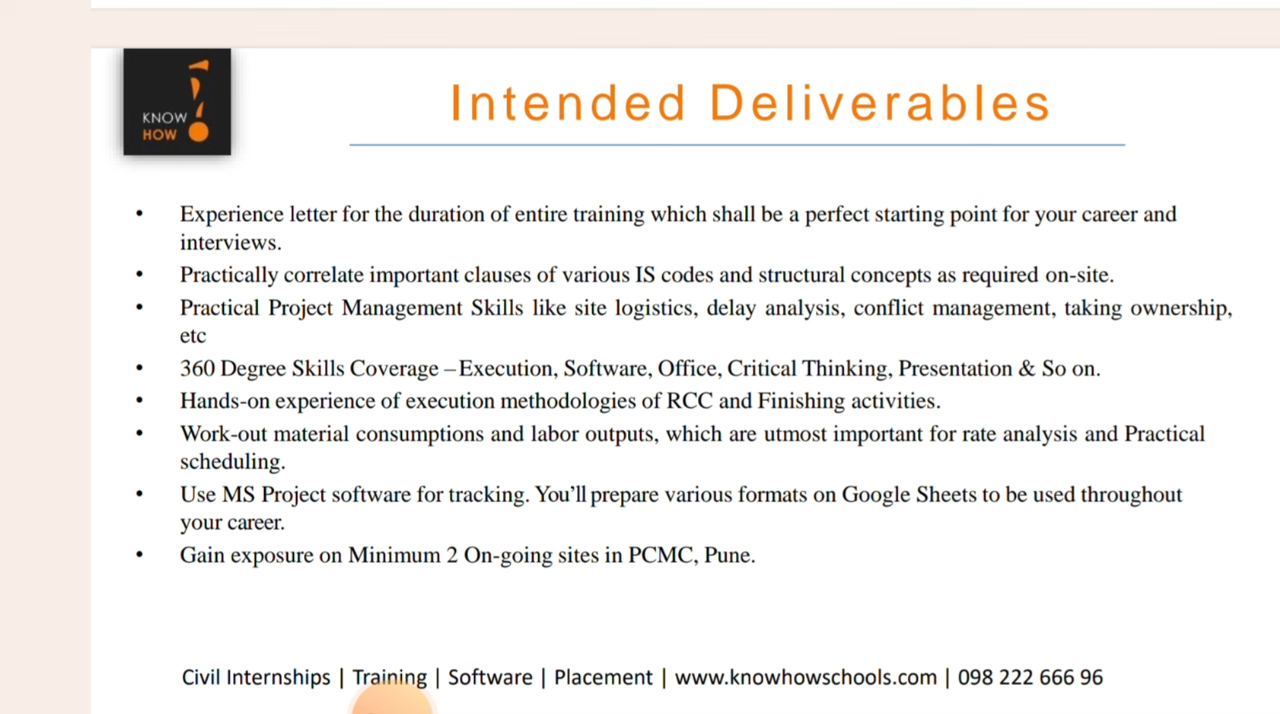 KNOW
HOW
Intended Deliverables
• Experience letter for the duration of entire training which shall be a perfect starting point for your career and
interviews.
• Practically correlate important clauses of various IS codes and structural concepts as required on-site.
• Practical Project Management Skills like site logistics, delay analysis, conflict management, taking ownership,
etc
• 360 Degree Skills Coverage –Execution, Software, Office, Critical Thinking, Presentation & So on.
• Hands-on experience of execution methodologies of RCC and Finishing activities.
• Work-out material consumptions and labor outputs, which are utmost important for rate analysis and Practical
scheduling.
• Use MS Project software for tracking. You’ll prepare various formats on Google Sheets to be used throughout
your career.
• Gain exposure on Minimum 2 On-going sites in PCMC, Pune.
Civil Internships | Training | Software | Placement | www.knowhowschools.com | 098 222 666 96